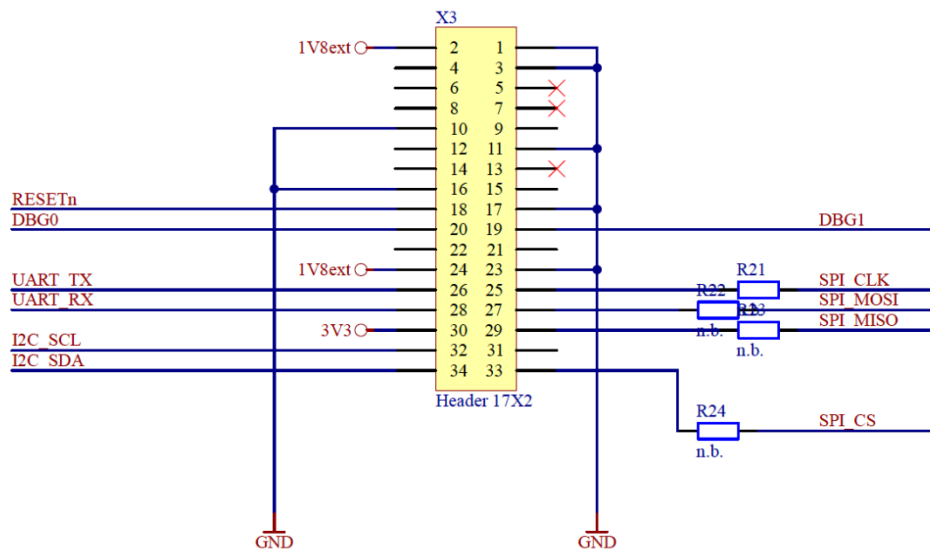 X3
1V8ext 2 1
4 3
6 5
8 7
10 9
12 11
14 13
16 15
RESETn 18 17
DBG0 20 19 DBG1
22 21
1V8ext 24 23
UART_TX 26 25 R21 SPI_CLK
UART_RX 28 27 R22 SPI_MOSI
3V3 30 29 n.b. SPI_MISO
I2C_SCL 32 31 n.b.
I2C_SDA 34 33
Header 17X2
R24 SPI_CS
n.b.
GND GND